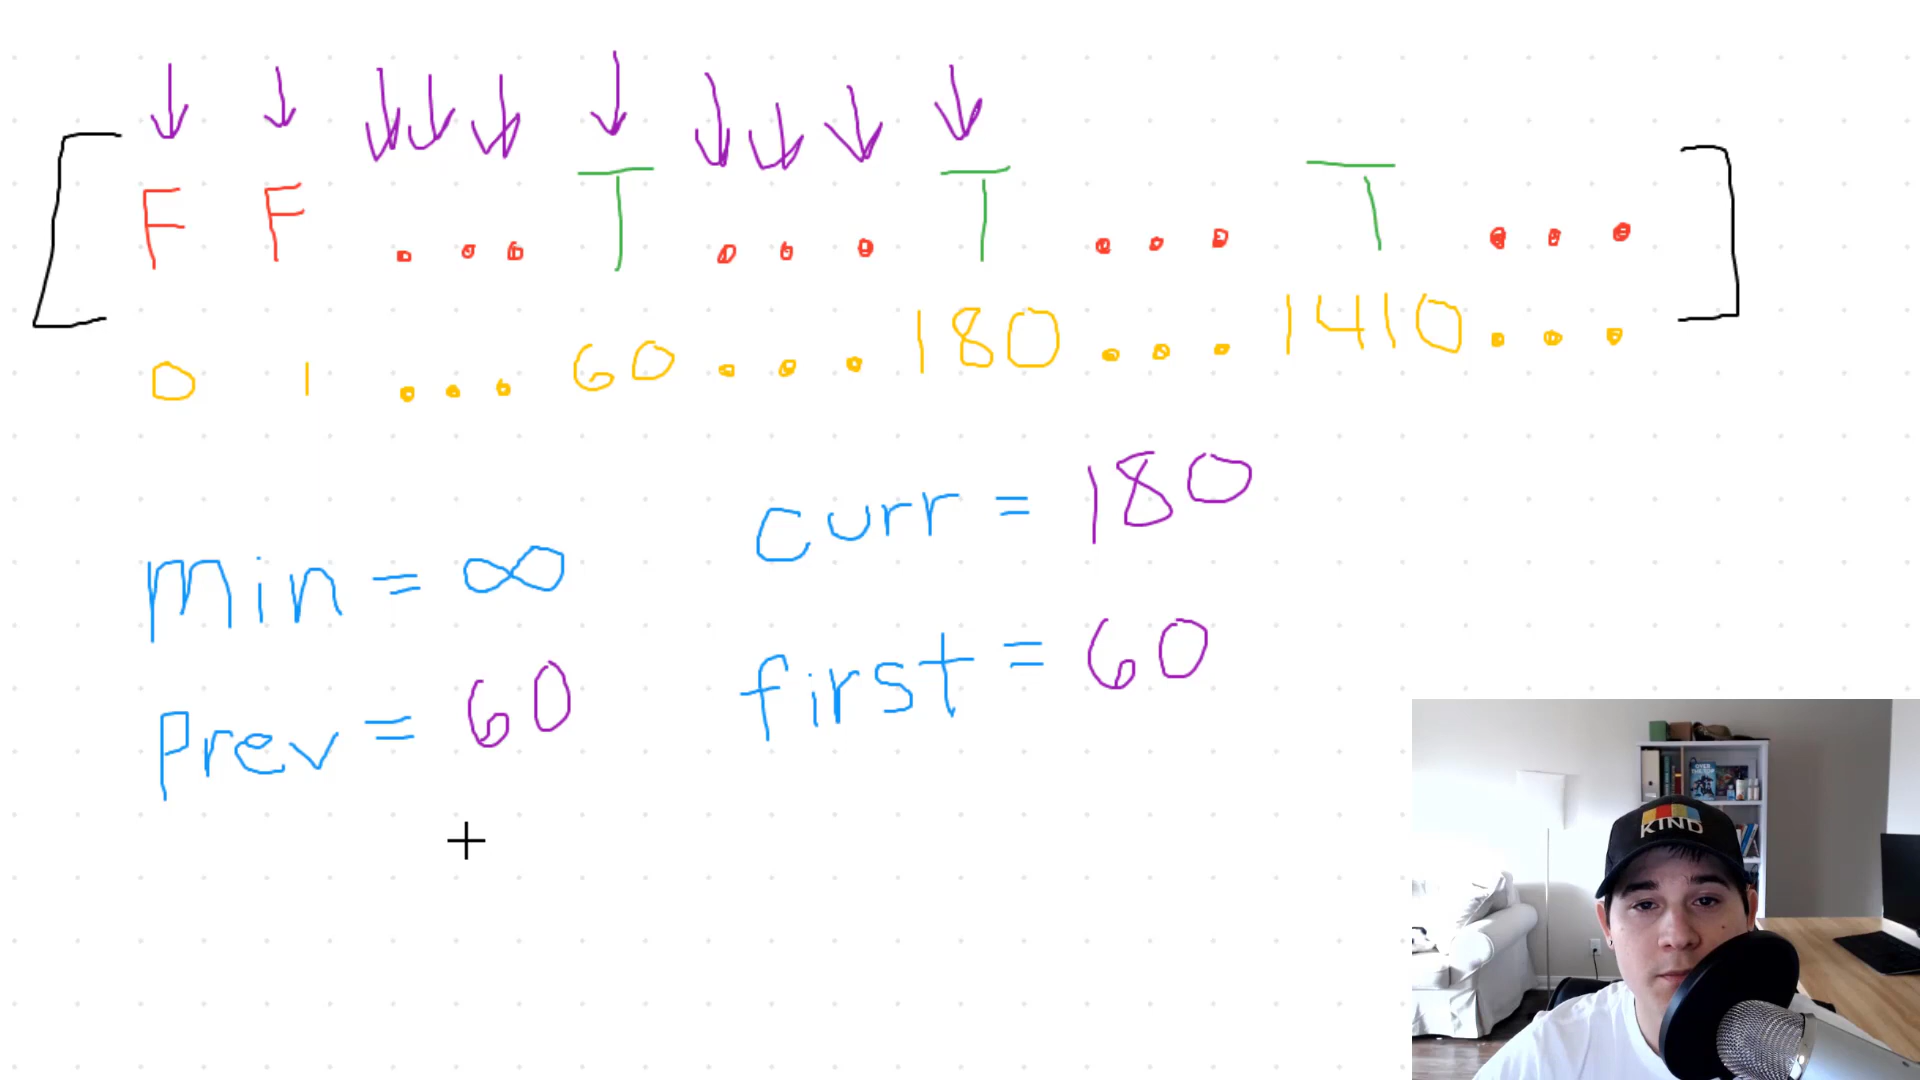 F F ... T ... T ... T ...
0 1 ... 60 ... 180 ... 1410 ...
min = ∞
curr = 180
prev = 60
first = 60
KIND